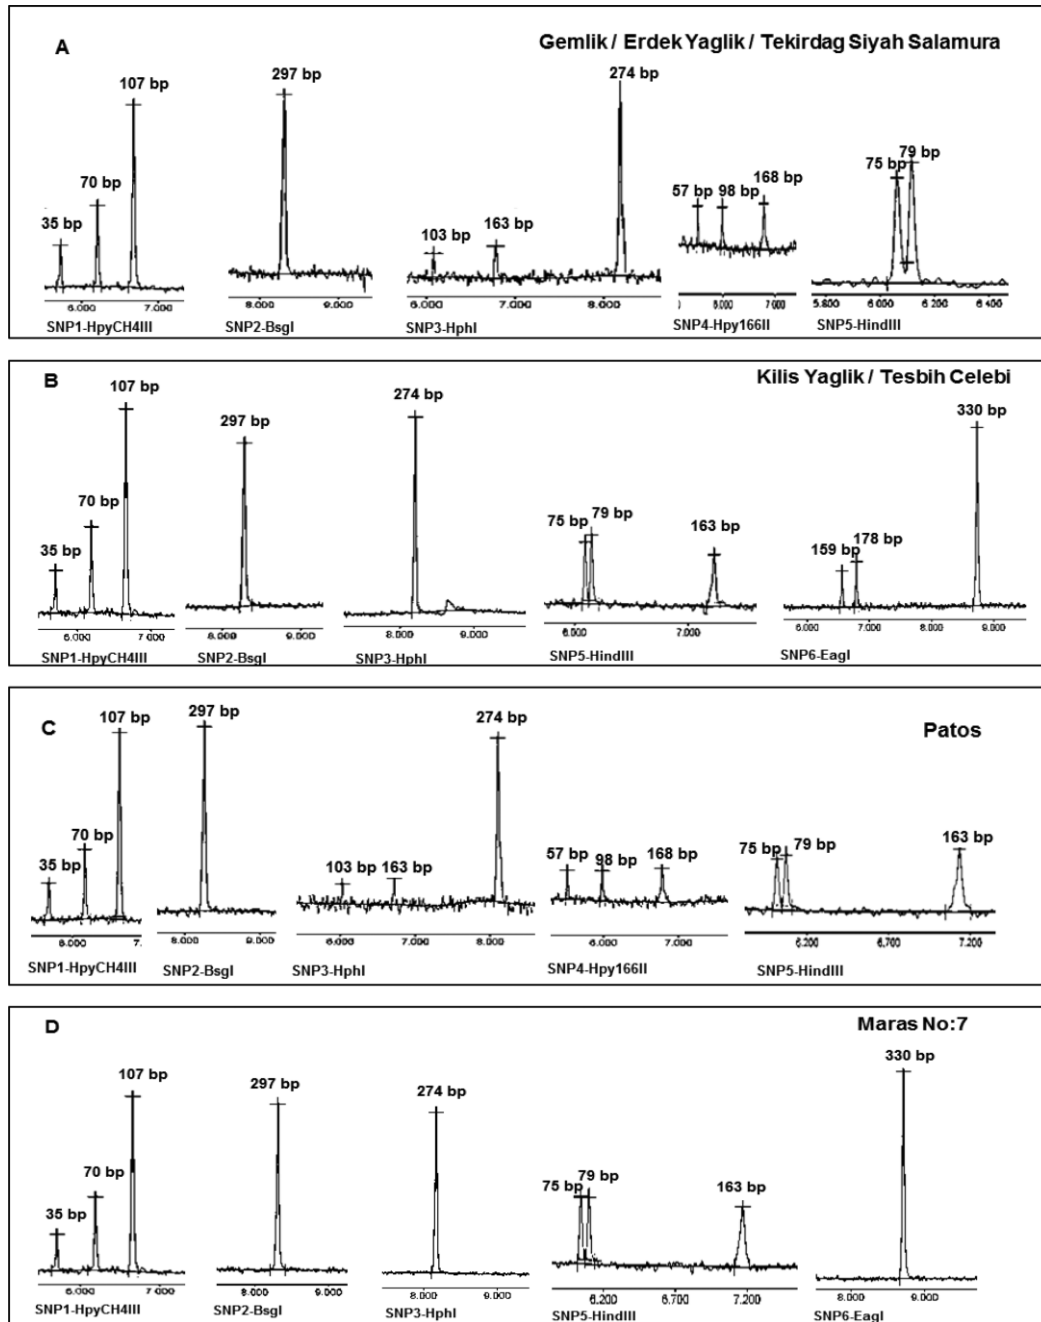 A
Gemlik / Erdek Yaglik / Tekirdag Siyah Salamura
35 bp 70 bp 107 bp
297 bp
103 bp 163 bp 274 bp
57 bp 98 bp 168 bp
75 bp 79 bp
6.000 7.000
8.000 9.000
6.000 7.000 8.000
6.000 7.000
5.800 6.000 6.200 6.400
SNP1-HpyCH4III
SNP2-BsgI
SNP3-HphI
SNP4-Hpy166II
SNP5-HindIII
B
Kilis Yaglik / Tesbih Celebi
35 bp 70 bp 107 bp
297 bp
274 bp
75 bp 79 bp 163 bp
159 bp 178 bp 330 bp
6.000 7.000
8.000 9.000
8.000 9.000
6.000 7.000
6.000 7.000 8.000 9.000
SNP1-HpyCH4III
SNP2-BsgI
SNP3-HphI
SNP5-HindIII
SNP6-EagI
C
Patos
35 bp 70 bp 107 bp
297 bp
103 bp 163 bp 274 bp
57 bp 98 bp 168 bp
75 bp 79 bp 163 bp
6.000 7.
8.000 9.000
6.000 7.000 8.000
6.000 7.000
6.200 6.700 7.200
SNP1-HpyCH4III
SNP2-BsgI
SNP3-HphI
SNP4-Hpy166II
SNP5-HindIII
D
Maras No:7
35 bp 70 bp 107 bp
297 bp
274 bp
75 bp 79 bp 163 bp
330 bp
6.000 7.000
8.000 9.000
8.000 9.000
6.200 6.700 7.200
8.000 9.000
SNP1-HpyCH4III
SNP2-BsgI
SNP3-HphI
SNP5-HindIII
SNP6-EagI